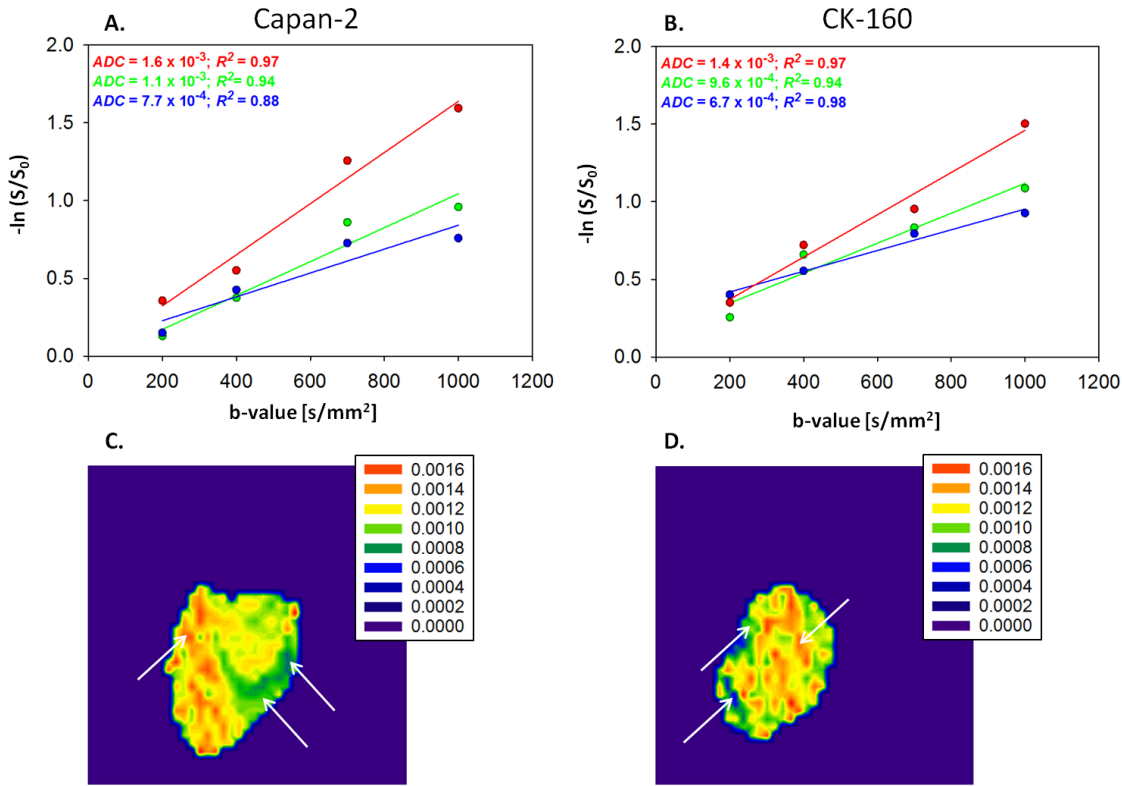 A. Capan-2
ADC = 1.6 x 10⁻³; R² = 0.97
ADC = 1.1 x 10⁻³; R²= 0.94
ADC = 7.7 x 10⁻⁴; R² = 0.88
2.0
1.5
1.0
0.5
0.0
-ln (S/S₀)
0 200 400 600 800 1000 1200
b-value [s/mm²]
B. CK-160
ADC = 1.4 x 10⁻³; R² = 0.97
ADC = 9.6 x 10⁻⁴; R² = 0.94
ADC = 6.7 x 10⁻⁴; R² = 0.98
2.0
1.5
1.0
0.5
0.0
-ln (S/S₀)
0 200 400 600 800 1000 1200
b-value [s/mm²]
C.
0.0016
0.0014
0.0012
0.0010
0.0008
0.0006
0.0004
0.0002
0.0000
D.
0.0016
0.0014
0.0012
0.0010
0.0008
0.0006
0.0004
0.0002
0.0000